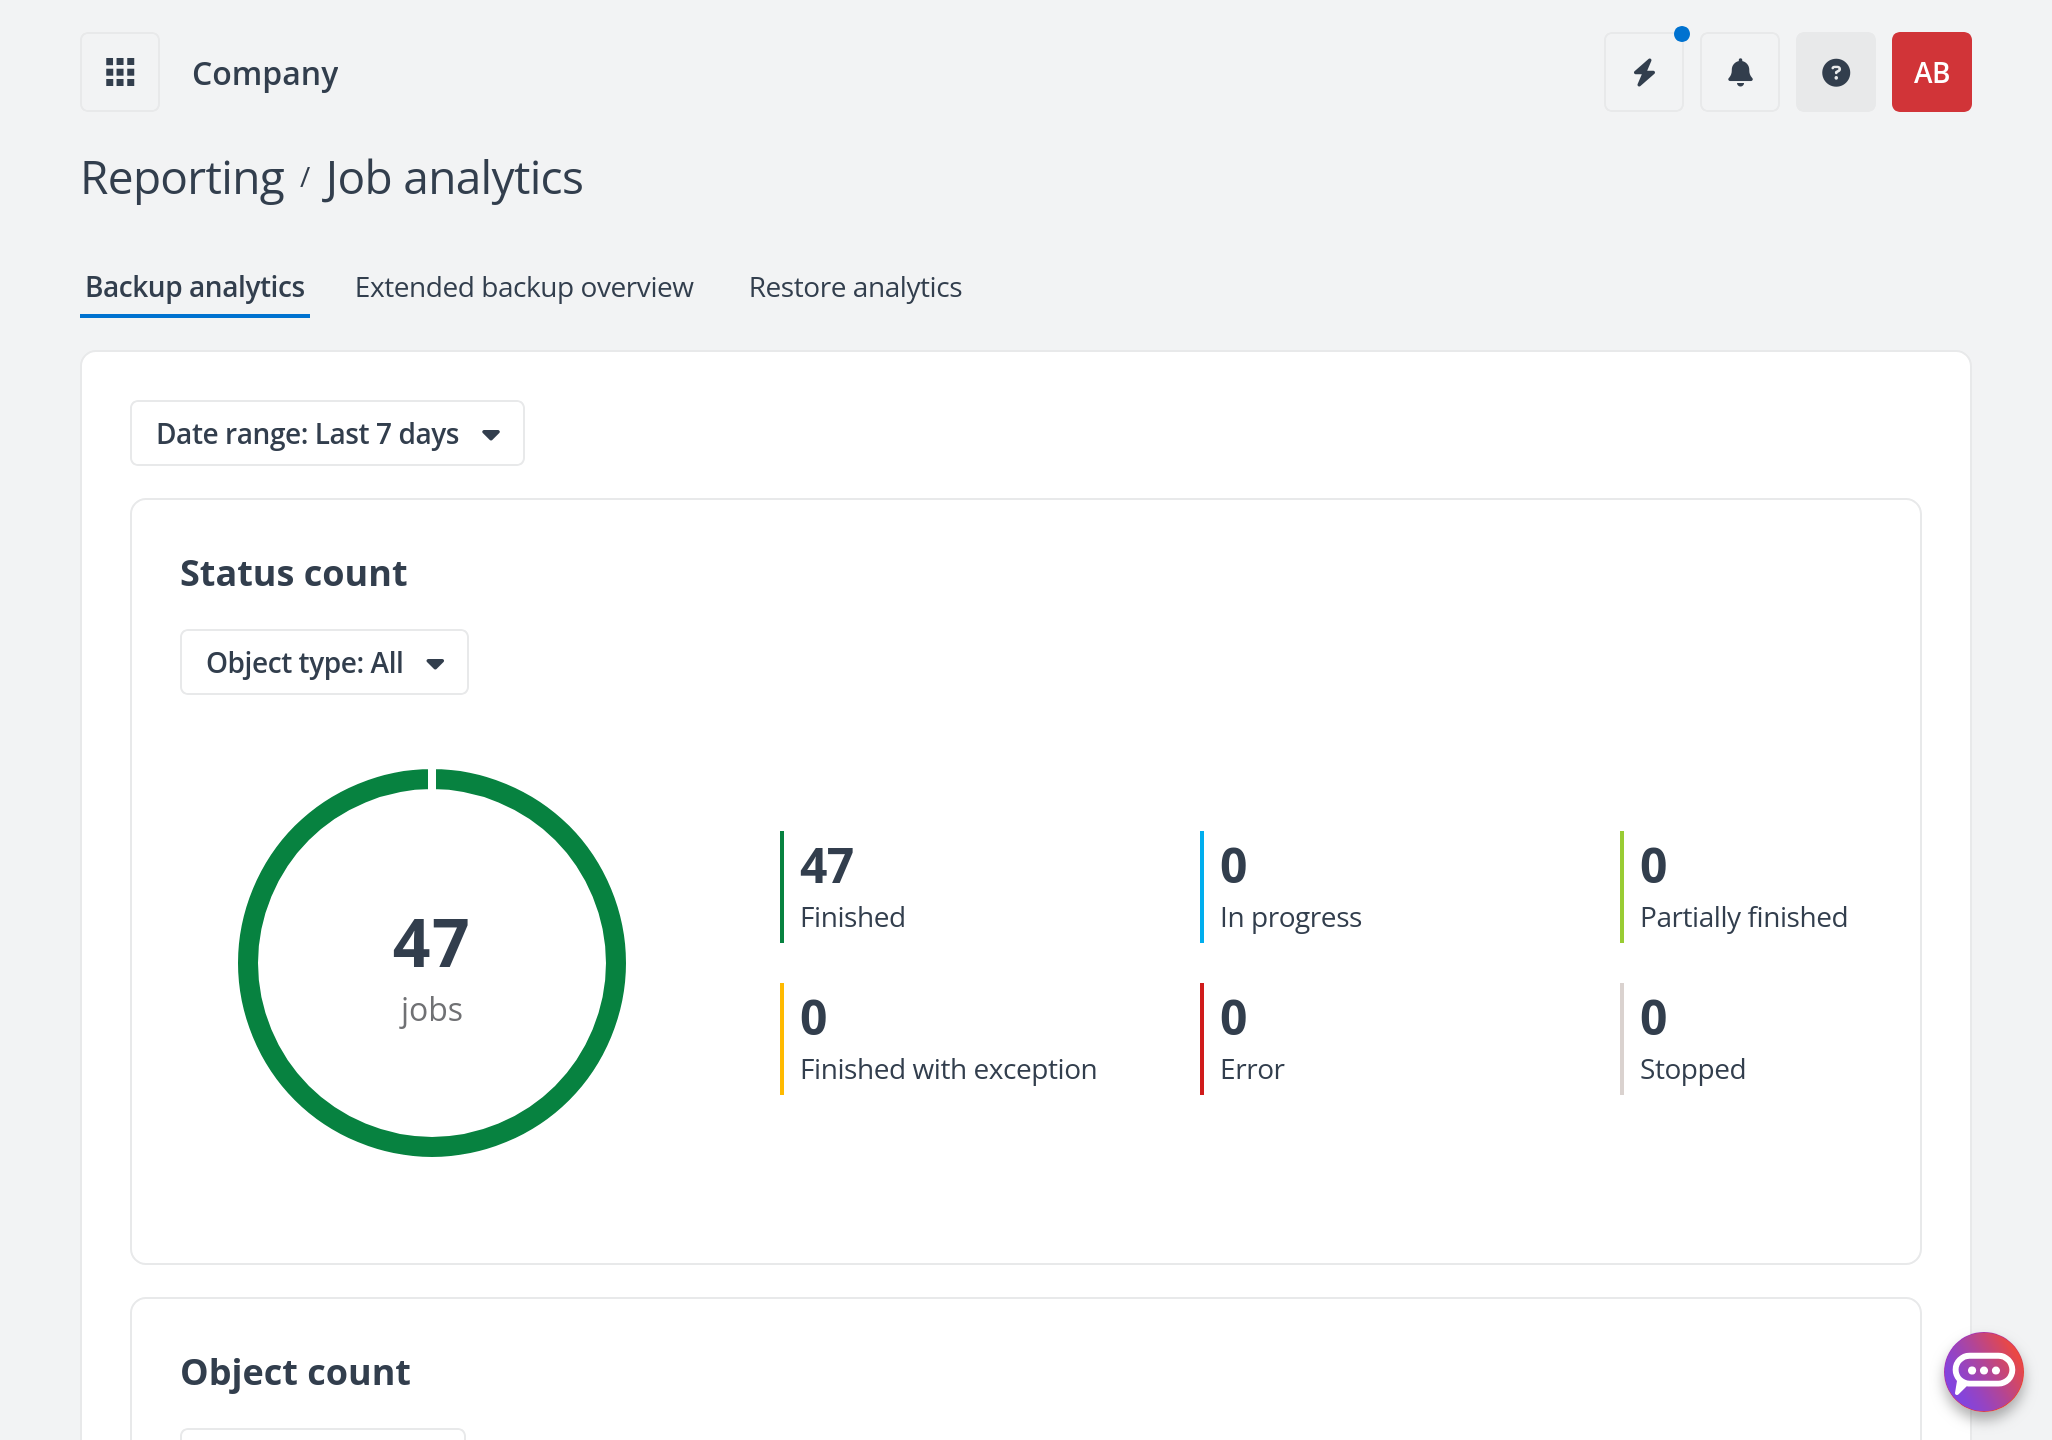 Company
AB
Reporting / Job analytics
Backup analytics
Extended backup overview
Restore analytics
Date range: Last 7 days
Status count
Object type: All
47
jobs
47
Finished
0
In progress
0
Partially finished
0
Finished with exception
0
Error
0
Stopped
Object count